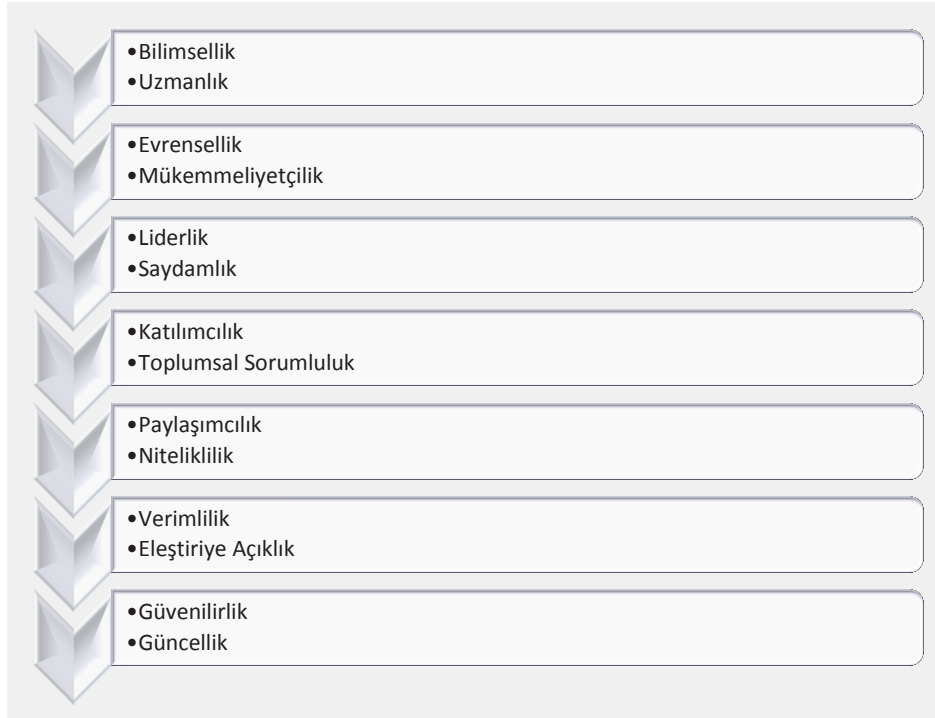 •Bilimsellik
•Uzmanlık
•Evrensellik
•Mükemmeliyetçilik
•Liderlik
•Saydamlık
•Katılımcılık
•Toplumsal Sorumluluk
•Paylaşımcılık
•Niteliklilik
•Verimlilik
•Eleştiriye Açıklık
•Güvenilirlik
•Güncellik